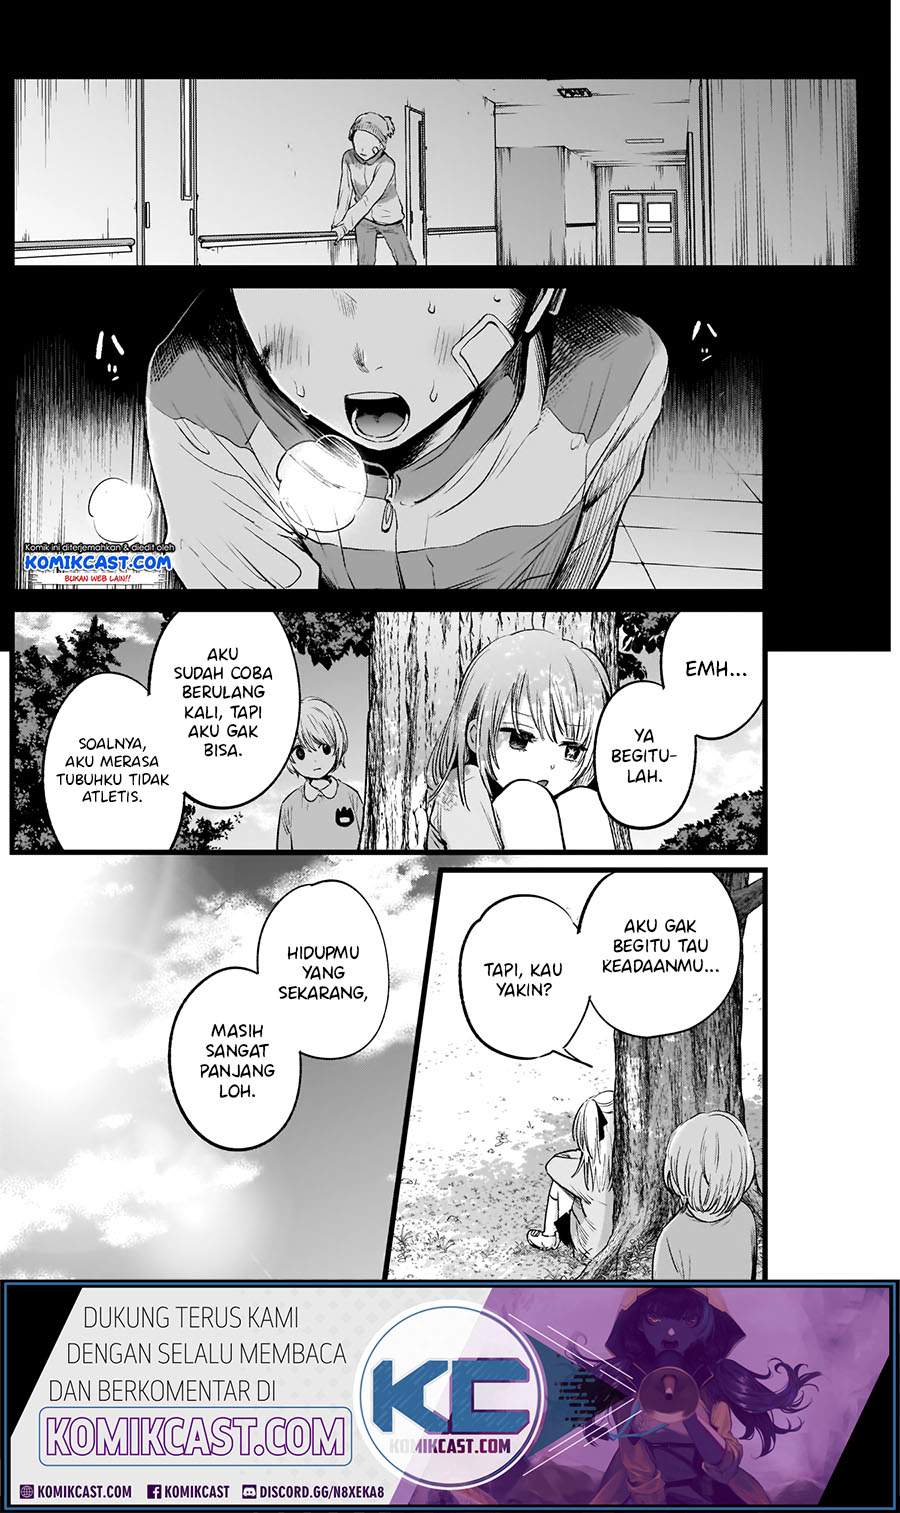 Komik ini diterjemahkan & diedit oleh
KOMIKCAST.COM
BUKAN WEB LAIN!!
EMH...
YA
BEGITU-
LAH.
AKU
SUDAH COBA
BERULANG
KALI, TAPI
AKU GAK
BISA.
SOALNYA,
AKU MERASA
TUBUHKU TIDAK
ATLETIS.
AKU GAK
BEGITU TAU
KEADAANMU...
TAPI, KAU
YAKIN?
HIDUPMU
YANG
SEKARANG,
MASIH
SANGAT
PANJANG
LOH.
DUKUNG TERUS KAMI
DENGAN SELALU MEMBACA
DAN BERKOMENTAR DI
KOMIKCAST.COM
KC
KOMIKCAST.COM
KOMIKCAST.COM KOMIKCAST DISCORD.GG/N8XEKA8